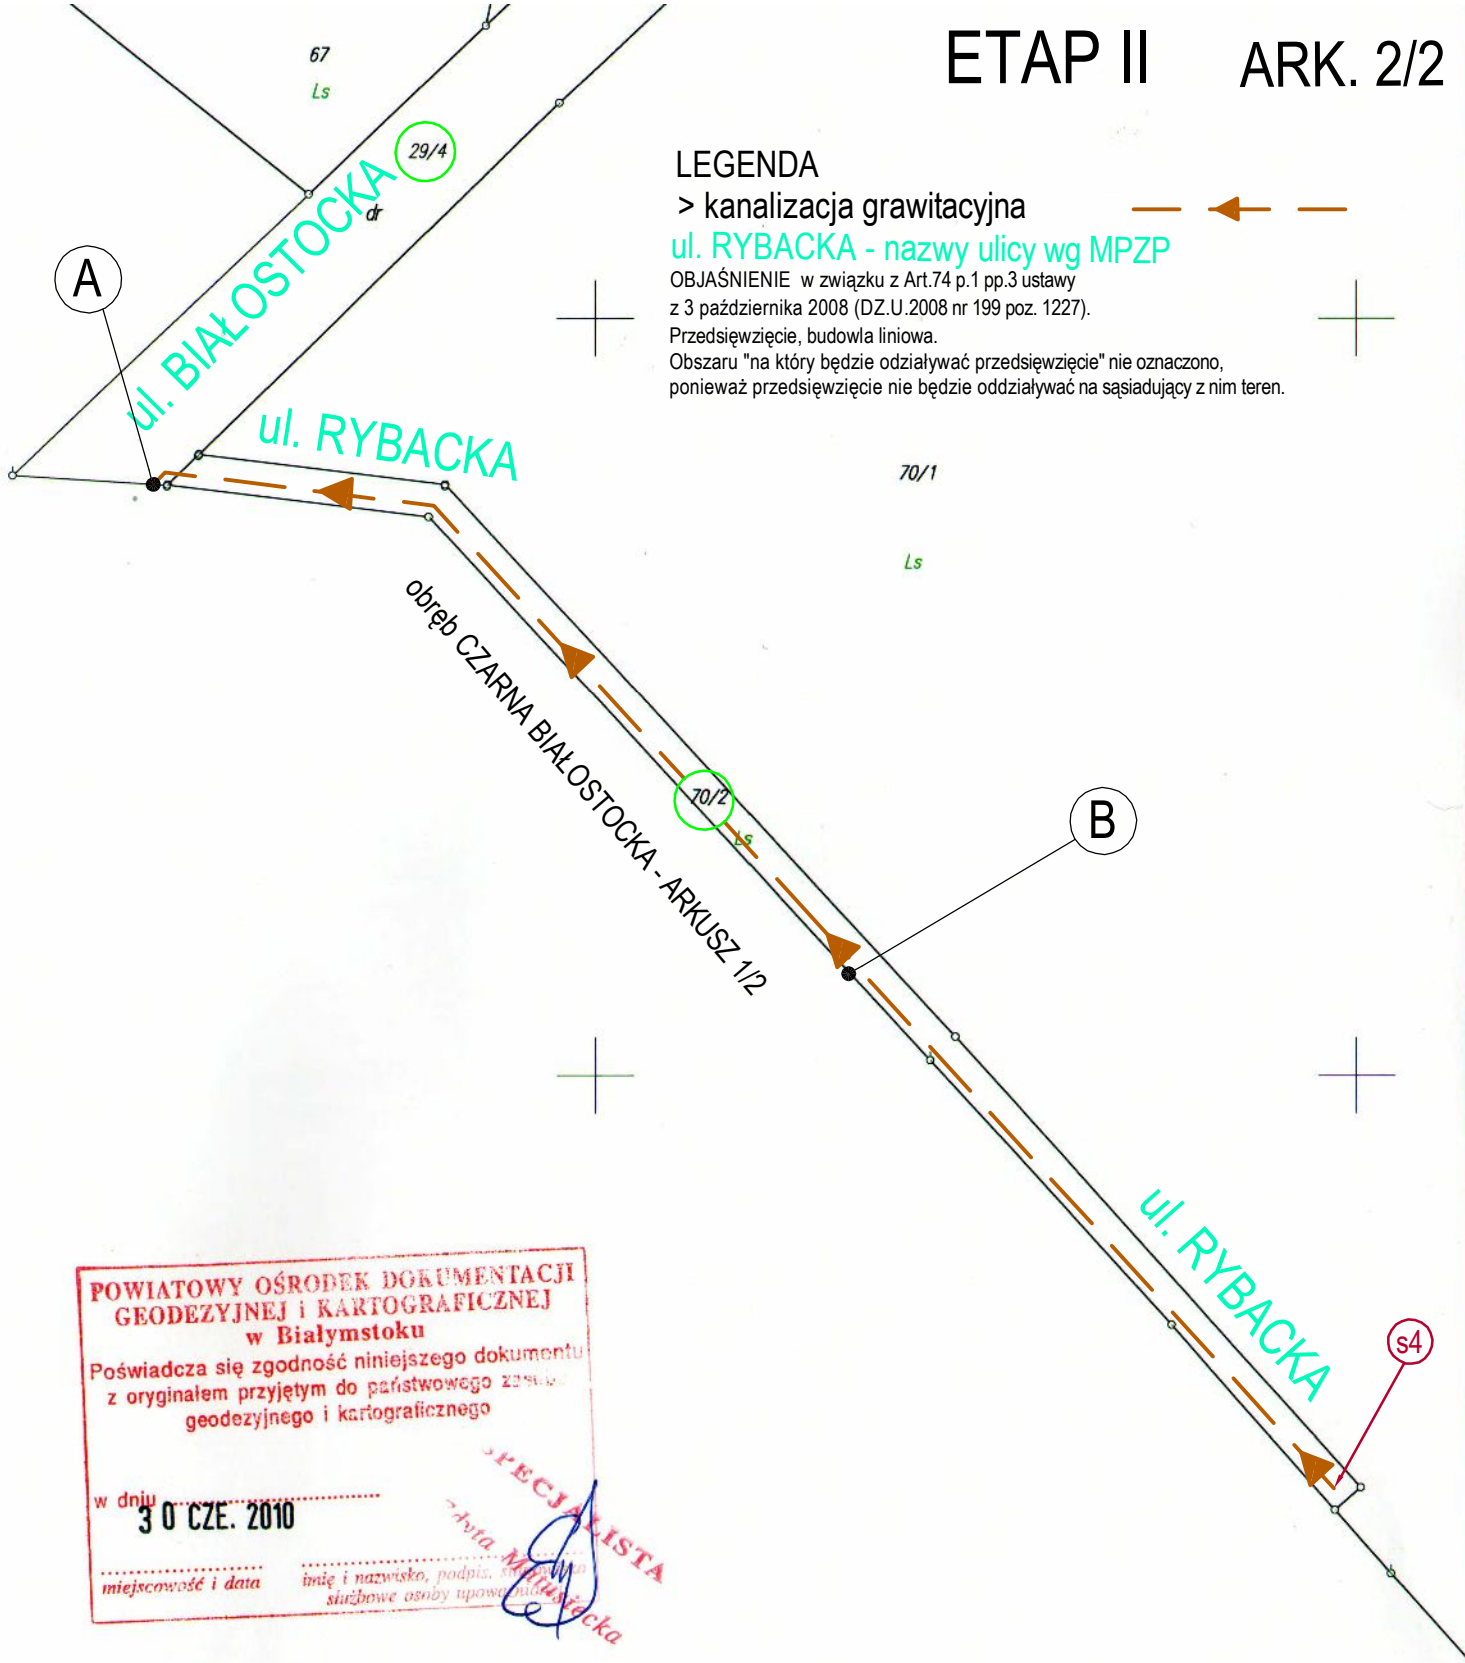 ETAP II ARK. 2/2
67
Ls
29/4
dr
ul. BIAŁOSTOCKA
A
LEGENDA
> kanalizacja grawitacyjna
ul. RYBACKA - nazwy ulicy wg MPZP
OBJAŚNIENIE w związku z Art.74 p.1 pp.3 ustawy
z 3 października 2008 (DZ.U.2008 nr 199 poz. 1227).
Przedsięwzięcie, budowla liniowa.
Obszaru "na który będzie odziaływać przedsięwzięcie" nie oznaczono,
ponieważ przedsięwzięcie nie będzie oddziaływać na sąsiadujący z nim teren.
ul. RYBACKA
70/1
Ls
obręb CZARNA BIAŁOSTOCKA - ARKUSZ 1/2
70/2
Ls
B
ul. RYBACKA
s4
POWIATOWY OŚRODEK DOKUMENTACJI
GEODEZYJNEJ i KARTOGRAFICZNEJ
w Białymstoku
Poświadcza się zgodność niniejszego dokumentu
z oryginałem przyjętym do państwowego
geodezyjnego i kartograficznego
w dniu
30 CZE. 2010
miejscowość i data
imię i nazwisko, podpis,
służbowe osoby
SPECJALISTA
Matusiecka